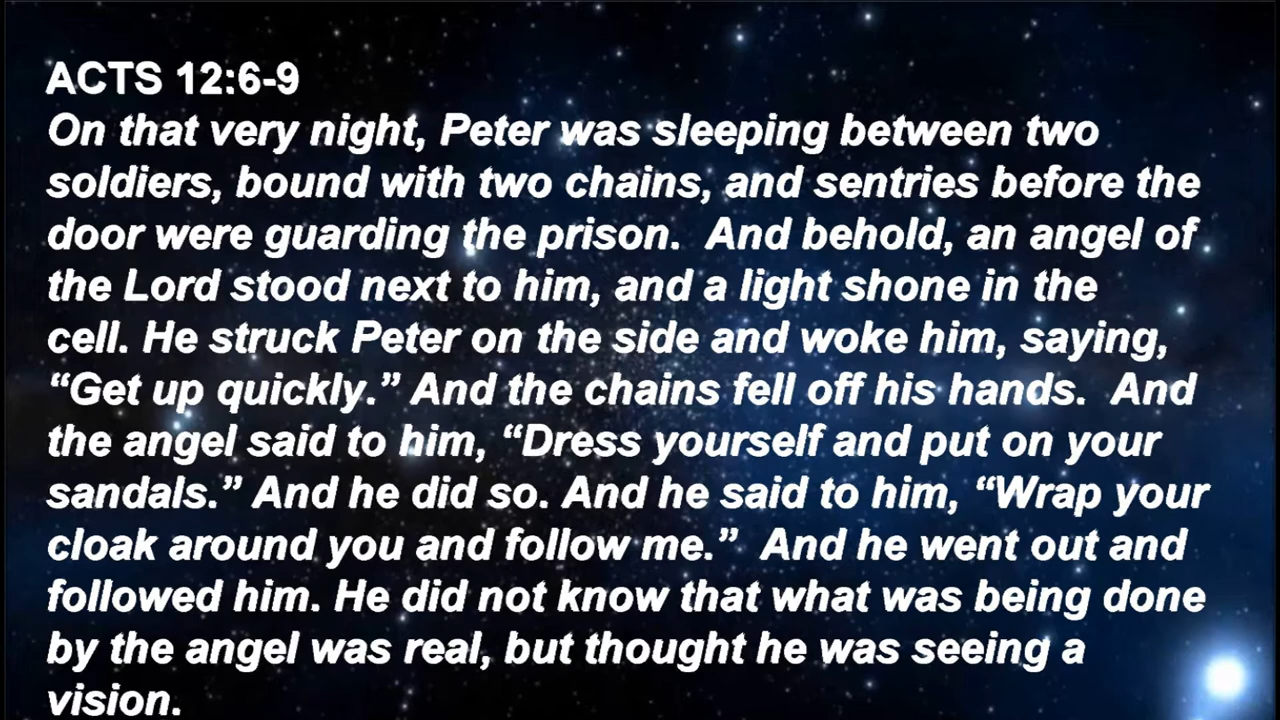 ACTS 12:6-9
On that very night, Peter was sleeping between two
soldiers, bound with two chains, and sentries before the
door were guarding the prison.  And behold, an angel of
the Lord stood next to him, and a light shone in the
cell. He struck Peter on the side and woke him, saying,
“Get up quickly.” And the chains fell off his hands.  And
the angel said to him, “Dress yourself and put on your
sandals.” And he did so. And he said to him, “Wrap your
cloak around you and follow me.”  And he went out and
followed him. He did not know that what was being done
by the angel was real, but thought he was seeing a
vision.